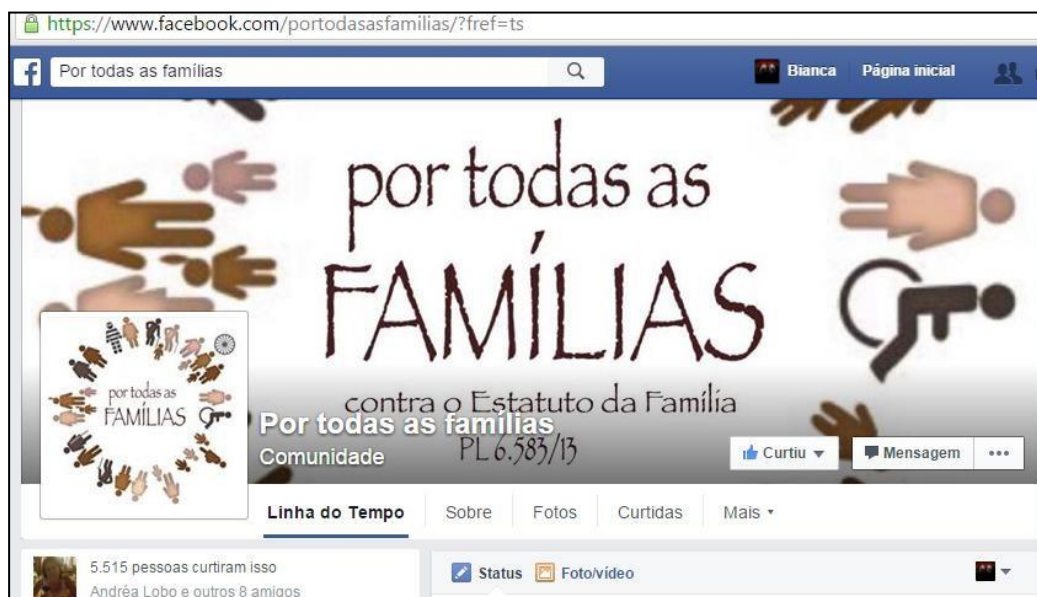 https://www.facebook.com/portodasasfamilias/?fref=ts
f Por todas as famílias Bianca Página inicial
por todas as
FAMÍLIAS
contra o Estatuto da Família
PL 6.583/13
por todas as
FAMÍLIAS
Por todas as famílias
Comunidade
Curtiu Mensagem
Linha do Tempo Sobre Fotos Curtidas Mais
5.515 pessoas curtiram isso
Andréa Lobo e outros 8 amigos
Status Foto/vídeo